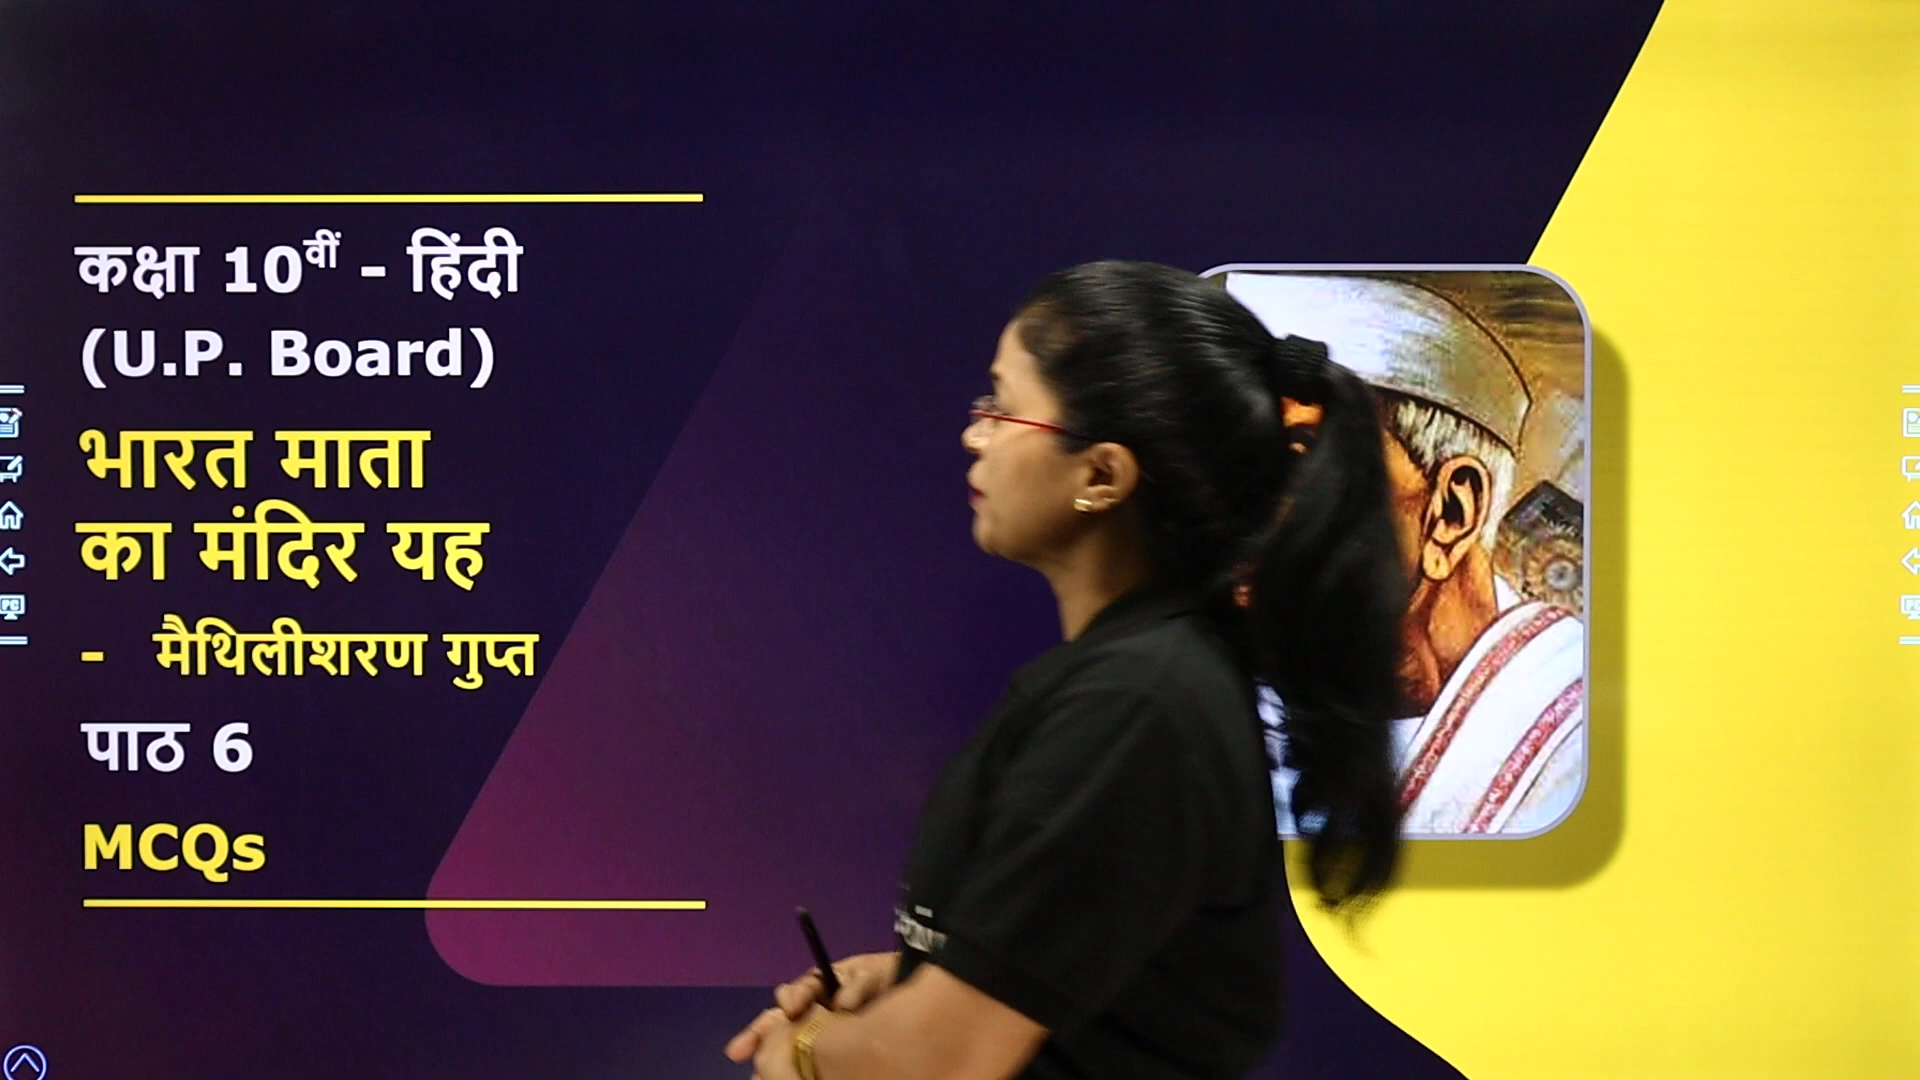 कक्षा 10वीं - हिंदी
(U.P. Board)
भारत माता
का मंदिर यह
- मैथिलीशरण गुप्त
पाठ 6
MCQs